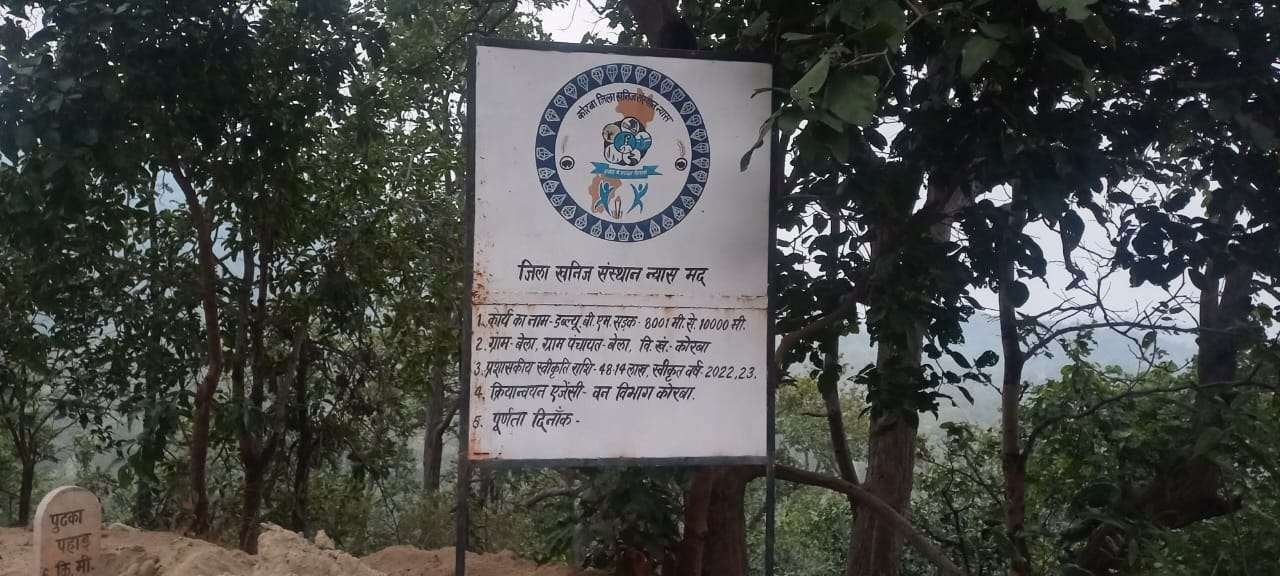 कोरबा जिला खनिज संस्थान न्यास
जिला खनिज संस्थान न्यास मद्
1. कार्य का नाम- डब्ल्यू बी एम सड़क- 8001 मी. से. 10000 मी.
2. ग्राम- बेला, ग्राम पंचायत- बेला, वि. खं.- कोरबा
3. प्रशासकीय स्वीकृति राशि- 48.14 लाख, स्वीकृत वर्ष- 2022.23.
4. क्रियान्वयन एजेंसी- वन विभाग कोरबा.
5. पूर्णता दिनाँक-
पुटका
पहाड़
कि.मी.